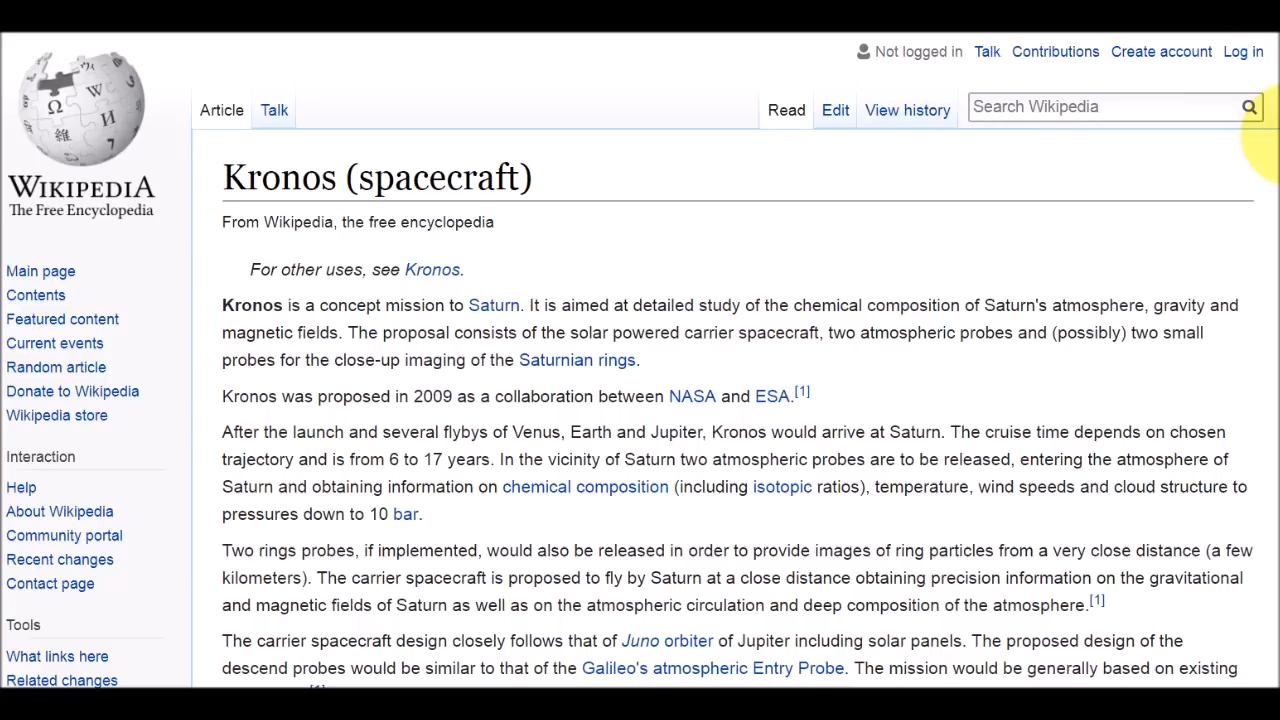 Not logged in Talk Contributions Create account Log in
Article Talk Read Edit View history Search Wikipedia
WIKIPEDIA
The Free Encyclopedia
Main page
Contents
Featured content
Current events
Random article
Donate to Wikipedia
Wikipedia store
Interaction
Help
About Wikipedia
Community portal
Recent changes
Contact page
Tools
What links here
Related changes
Kronos (spacecraft)
From Wikipedia, the free encyclopedia
For other uses, see Kronos.
Kronos is a concept mission to Saturn. It is aimed at detailed study of the chemical composition of Saturn's atmosphere, gravity and
magnetic fields. The proposal consists of the solar powered carrier spacecraft, two atmospheric probes and (possibly) two small
probes for the close-up imaging of the Saturnian rings.
Kronos was proposed in 2009 as a collaboration between NASA and ESA.[1]
After the launch and several flybys of Venus, Earth and Jupiter, Kronos would arrive at Saturn. The cruise time depends on chosen
trajectory and is from 6 to 17 years. In the vicinity of Saturn two atmospheric probes are to be released, entering the atmosphere of
Saturn and obtaining information on chemical composition (including isotopic ratios), temperature, wind speeds and cloud structure to
pressures down to 10 bar.
Two rings probes, if implemented, would also be released in order to provide images of ring particles from a very close distance (a few
kilometers). The carrier spacecraft is proposed to fly by Saturn at a close distance obtaining precision information on the gravitational
and magnetic fields of Saturn as well as on the atmospheric circulation and deep composition of the atmosphere.[1]
The carrier spacecraft design closely follows that of Juno orbiter of Jupiter including solar panels. The proposed design of the
descend probes would be similar to that of the Galileo's atmospheric Entry Probe. The mission would be generally based on existing